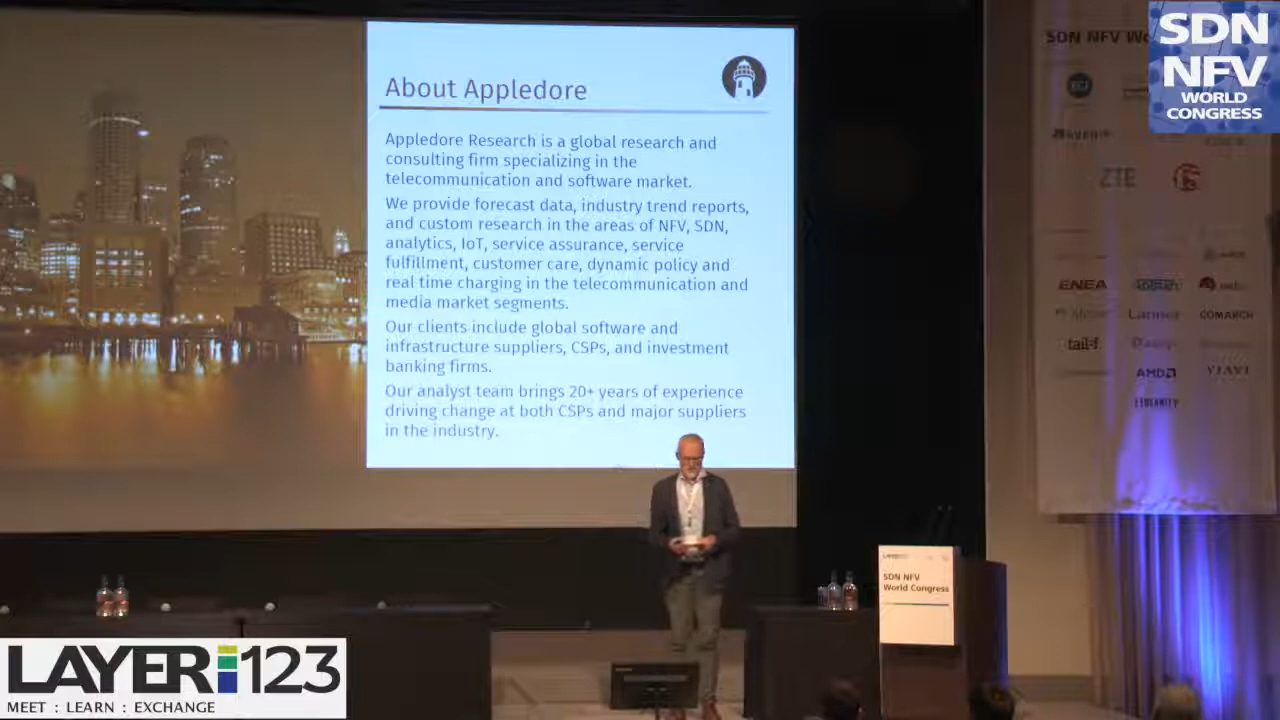 About Appledore
Appledore Research is a global research and
consulting firm specializing in the
telecommunication and software market.
We provide forecast data, industry trend reports,
and custom research in the areas of NFV, SDN,
analytics, IoT, service assurance, service
fulfillment, customer care, dynamic policy and
real time charging in the telecommunication and
media market segments.
Our clients include global software and
infrastructure suppliers, CSPs, and investment
banking firms.
Our analyst team brings 20+ years of experience
driving change at both CSPs and major suppliers
in the industry.
SDN NFV
SDN
NFV
WORLD
CONGRESS
ZTE
ENEA
Lanner
COMARCH
tail-f
AMD
VIAVI
SDN NFV
World Congress
LAYER123
MEET : LEARN : EXCHANGE